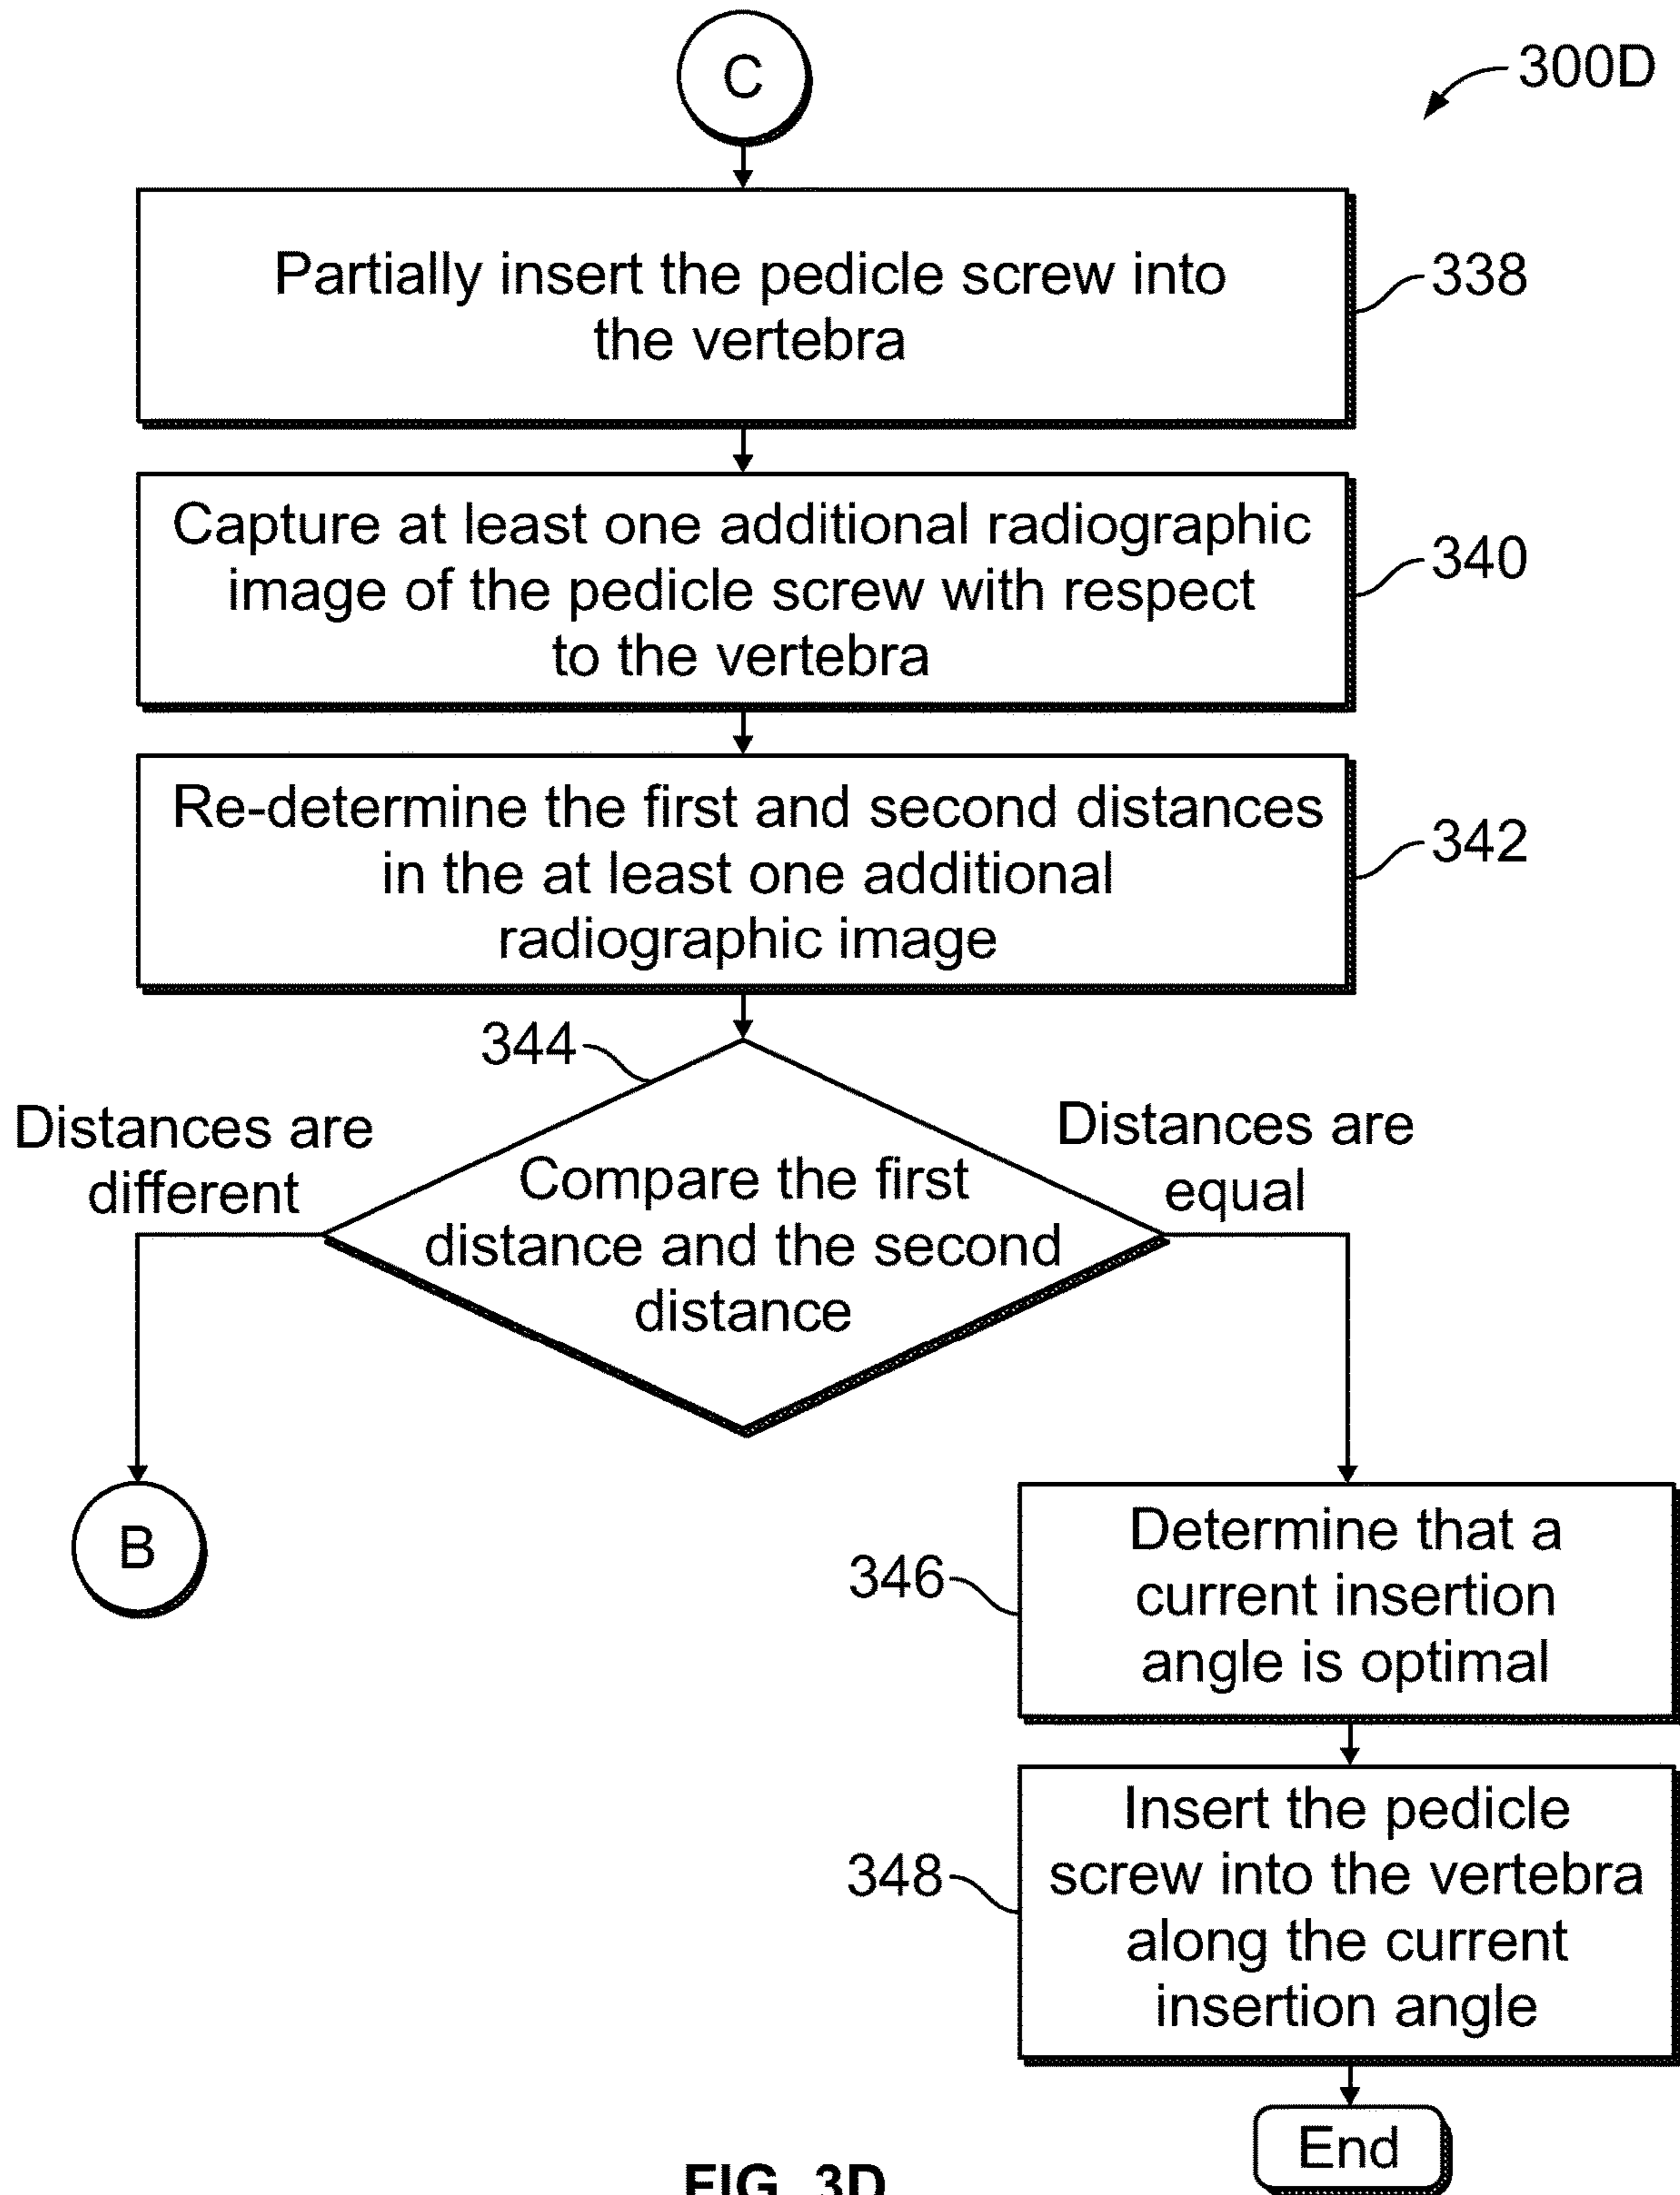 C
300D
Partially insert the pedicle screw into
the vertebra
338
Capture at least one additional radiographic
image of the pedicle screw with respect
to the vertebra
340
Re-determine the first and second distances
in the at least one additional
radiographic image
342
344
Distances are
different
Compare the first
distance and the second
distance
Distances are
equal
B
346
Determine that a
current insertion
angle is optimal
348
Insert the pedicle
screw into the vertebra
along the current
insertion angle
End
FIG. 3D